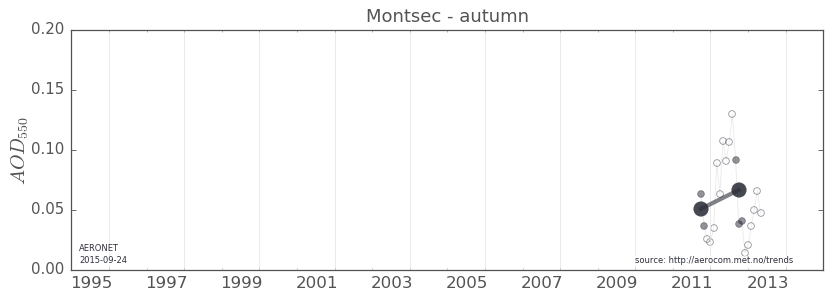 Montsec - autumn
0.20
0.15
0.10
0.05
0.00
AOD550
AERONET
2015-09-24
source: http://aerocom.met.no/trends
1995 1997 1999 2001 2003 2005 2007 2009 2011 2013